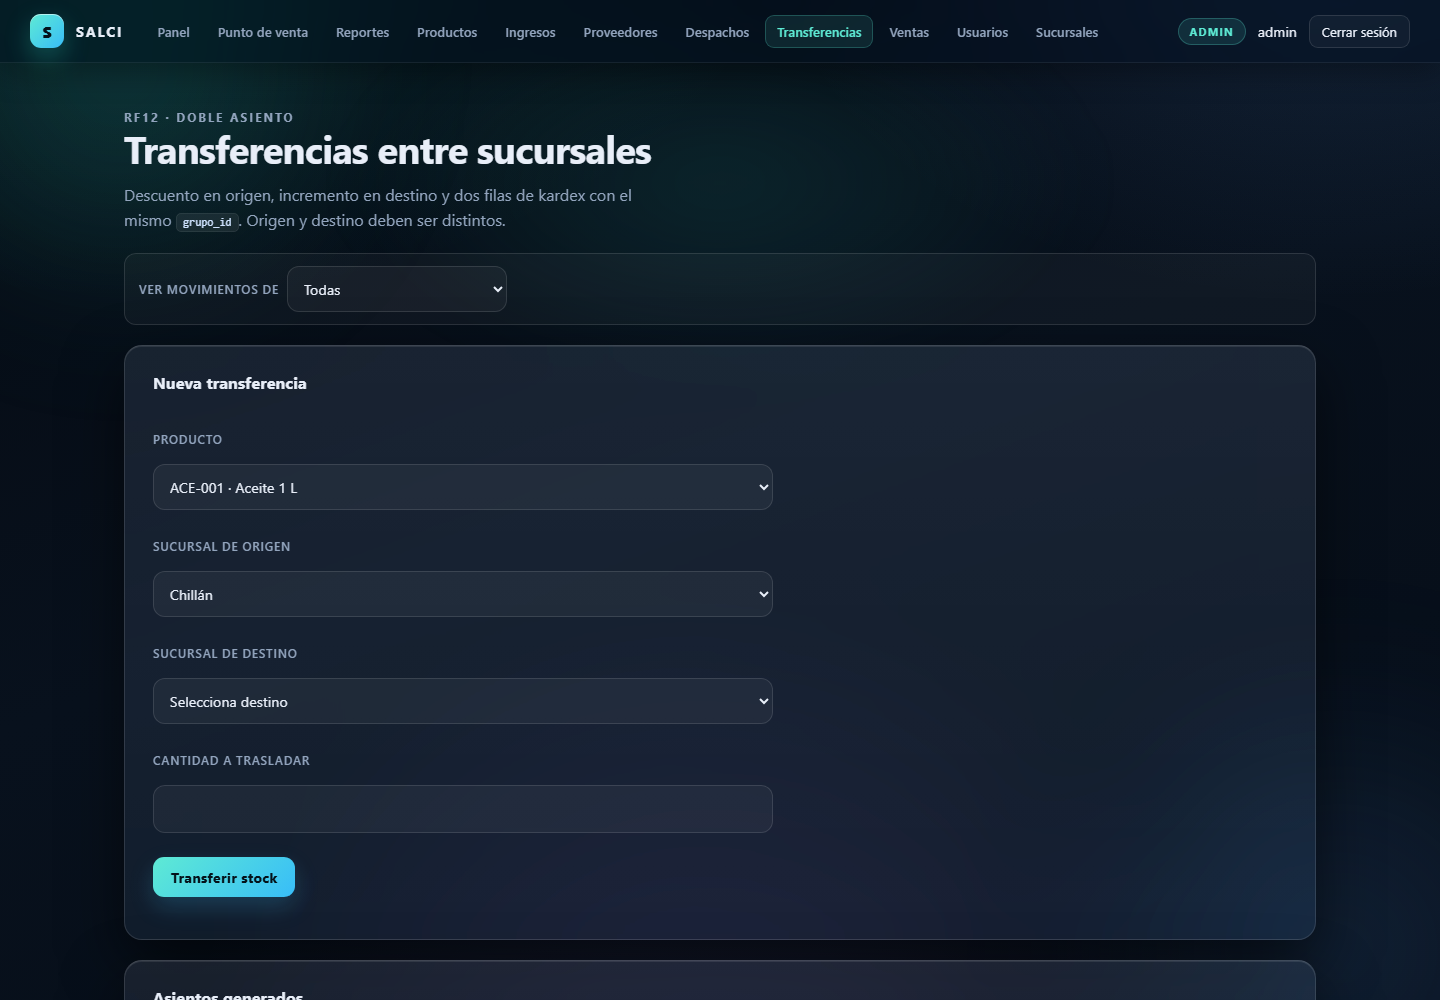 S SALCI Panel Punto de venta Reportes Productos Ingresos Proveedores Despachos Transferencias Ventas Usuarios Sucursales ADMIN admin Cerrar sesión
RF12 · DOBLE ASIENTO
Transferencias entre sucursales
Descuento en origen, incremento en destino y dos filas de kardex con el
mismo grupo_id. Origen y destino deben ser distintos.
VER MOVIMIENTOS DE Todas
Nueva transferencia
PRODUCTO
ACE-001 · Aceite 1 L
SUCURSAL DE ORIGEN
Chillán
SUCURSAL DE DESTINO
Selecciona destino
CANTIDAD A TRASLADAR
Transferir stock
Asientos generados